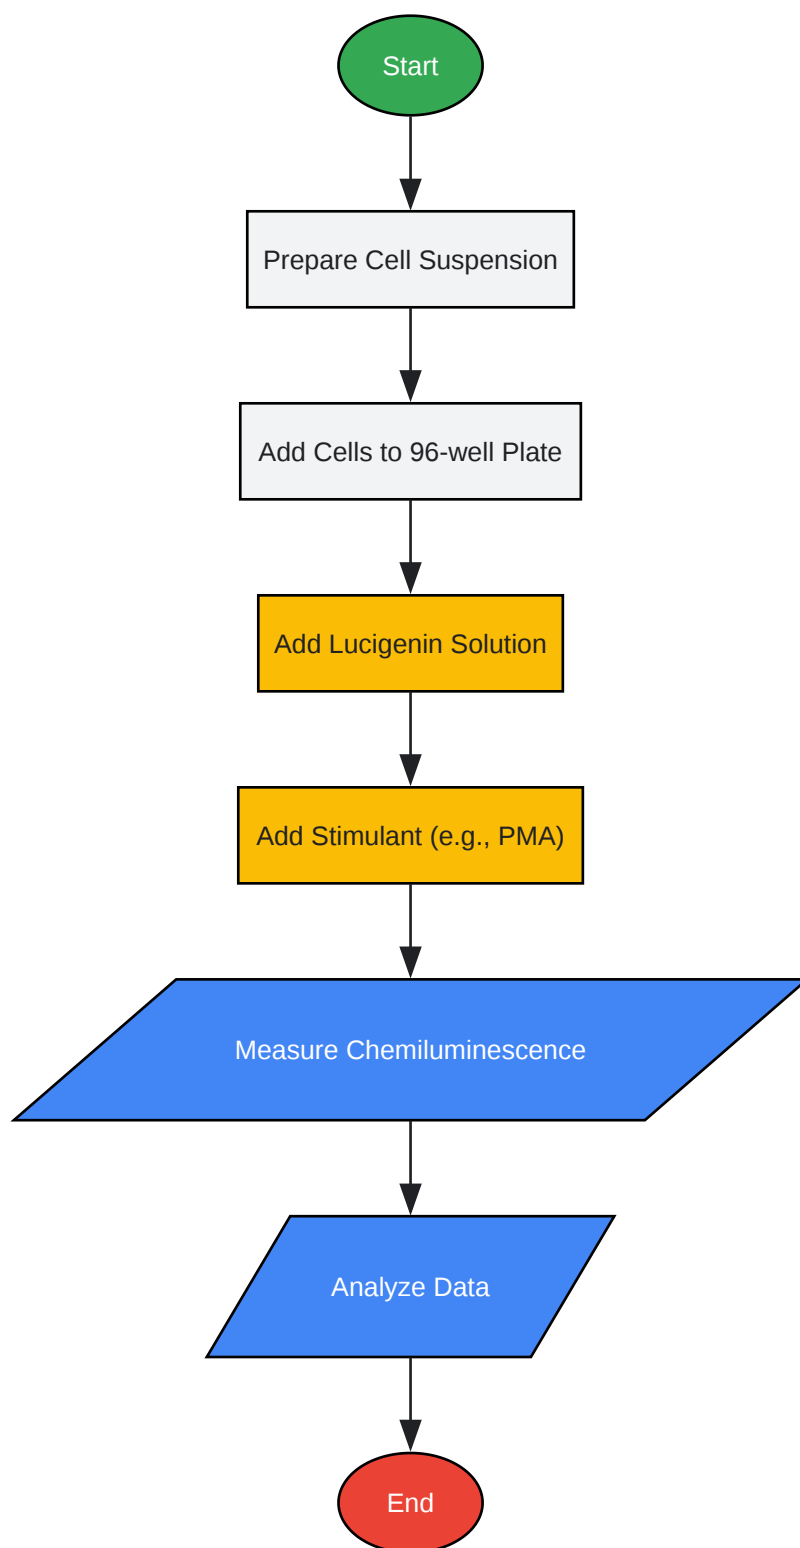 Start
Prepare Cell Suspension
Add Cells to 96-well Plate
Add Lucigenin Solution
Add Stimulant (e.g., PMA)
Measure Chemiluminescence
Analyze Data
End